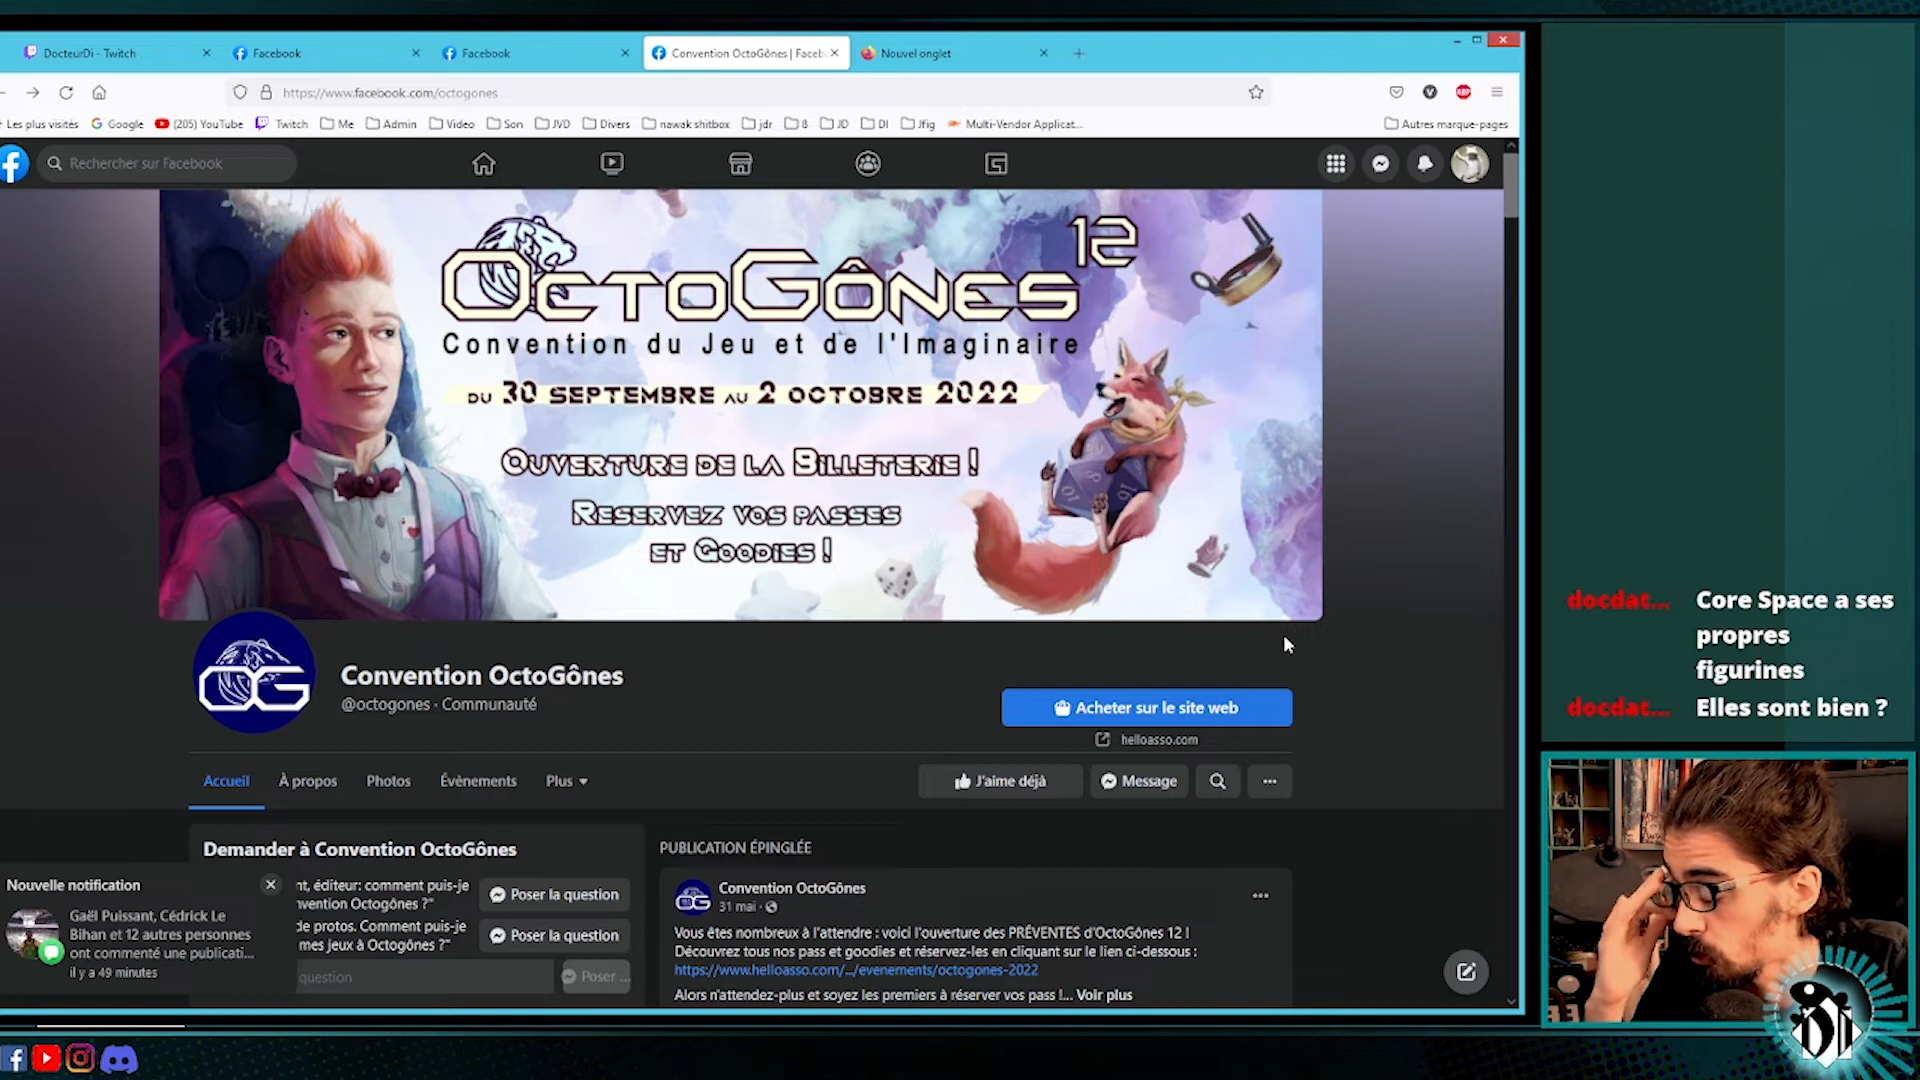 DocteurDi - Twitch
Facebook
Facebook
Convention OctoGônes | Faceb
Nouvel onglet
https://www.facebook.com/octogones
Les plus visités
Google
(205) YouTube
Twitch
Me
Admin
Video
Son
JVD
Divers
nawak shitbox
jdr
8
JD
DI
Jfig
Multi-Vendor Applicat...
Autres marque-pages
Rechercher sur Facebook
OctoGônes 12
Convention du Jeu et de l'Imaginaire
du 30 septembre au 2 octobre 2022
Ouverture de la Billeterie !
Reservez vos passes
et Goodies !
OG
Convention OctoGônes
@octogones · Communauté
Acheter sur le site web
helloasso.com
Accueil
À propos
Photos
Évènements
Plus
J'aime déjà
Message
Demander à Convention OctoGônes
nt, éditeur: comment puis-je
nvention Octogônes ?"
Poser la question
de protos. Comment puis-je
mes jeux à Octogônes ?"
Poser la question
question
Poser ...
Nouvelle notification
Gaël Puissant, Cédrick Le
Bihan et 12 autres personnes
ont commenté une publicati...
il y a 49 minutes
PUBLICATION ÉPINGLÉE
Convention OctoGônes
31 mai
Vous êtes nombreux à l'attendre : voici l'ouverture des PRÉVENTES d'OctoGônes 12 !
Découvrez tous nos pass et goodies et réservez-les en cliquant sur le lien ci-dessous :
https://www.helloasso.com/.../evenements/octogones-2022
Alors n'attendez-plus et soyez les premiers à réserver vos pass !... Voir plus
docdat... Core Space a ses
propres
figurines
docdat... Elles sont bien ?
DI